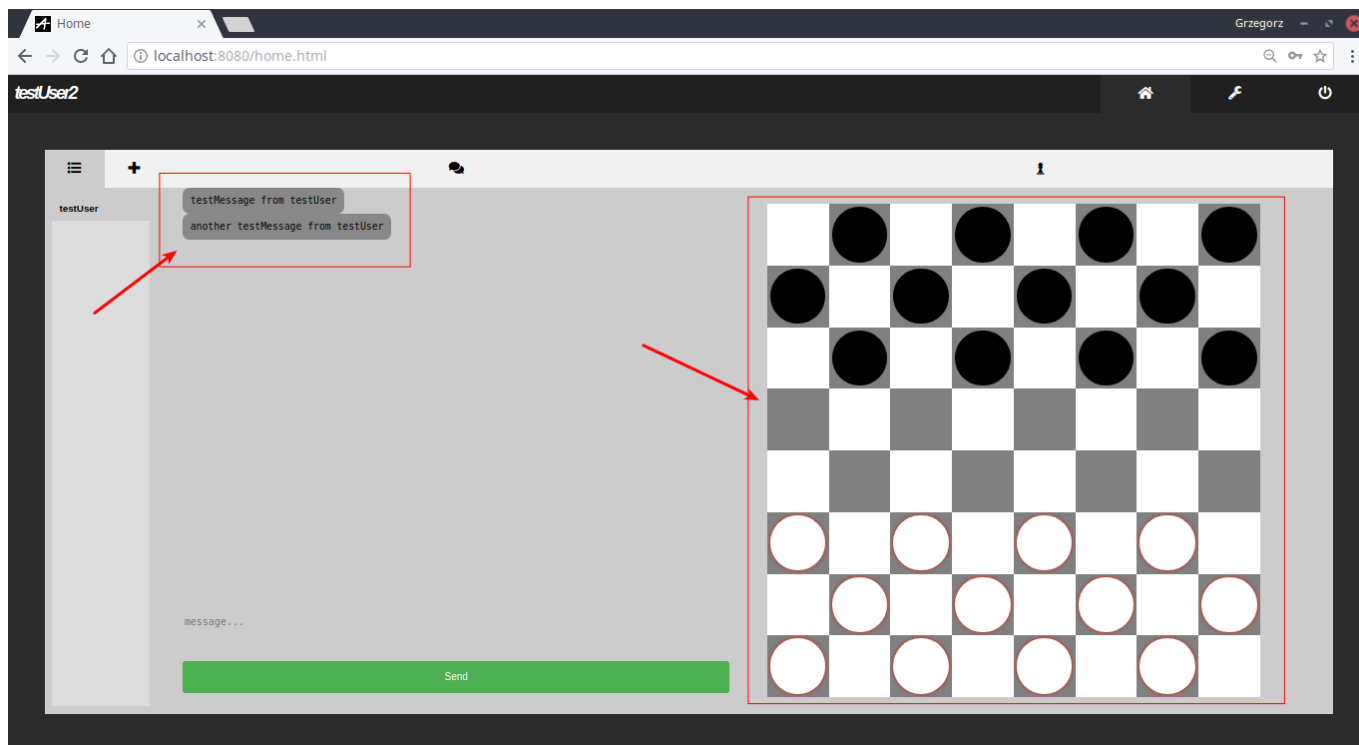 Home
Grzegorz
localhost:8080/home.html
testUser2
testUser
testMessage from testUser
another testMessage from testUser
message...
Send